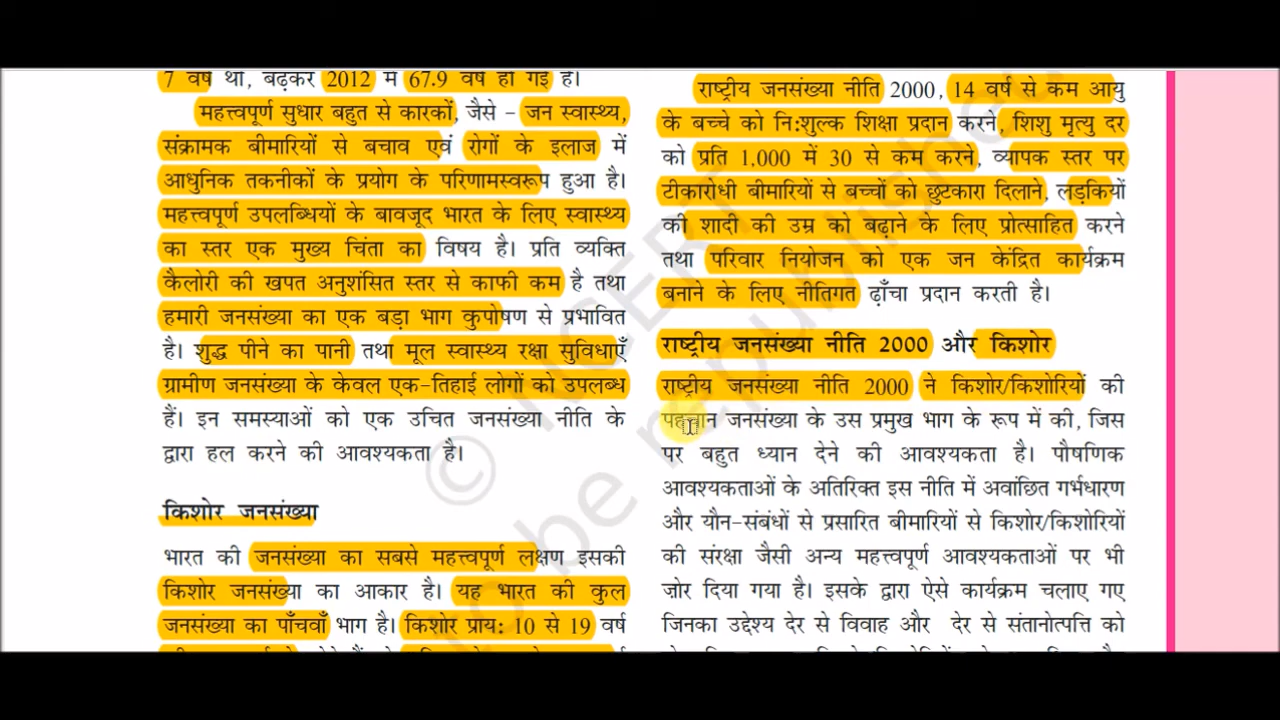 7 वर्ष थी, बढ़कर 2012 में 67.9 वर्ष हो गई है।
महत्त्वपूर्ण सुधार बहुत से कारकों, जैसे – जन स्वास्थ्य,
संक्रामक बीमारियों से बचाव एवं रोगों के इलाज में
आधुनिक तकनीकों के प्रयोग के परिणामस्वरूप हुआ है।
महत्त्वपूर्ण उपलब्धियों के बावजूद भारत के लिए स्वास्थ्य
का स्तर एक मुख्य चिंता का विषय है। प्रति व्यक्ति
कैलोरी की खपत अनुशंसित स्तर से काफी कम है तथा
हमारी जनसंख्या का एक बड़ा भाग कुपोषण से प्रभावित
है। शुद्ध पीने का पानी तथा मूल स्वास्थ्य रक्षा सुविधाएँ
ग्रामीण जनसंख्या के केवल एक-तिहाई लोगों को उपलब्ध
हैं। इन समस्याओं को एक उचित जनसंख्या नीति के
द्वारा हल करने की आवश्यकता है।
किशोर जनसंख्या
भारत की जनसंख्या का सबसे महत्त्वपूर्ण लक्षण इसकी
किशोर जनसंख्या का आकार है। यह भारत की कुल
जनसंख्या का पाँचवाँ भाग है। किशोर प्राय: 10 से 19 वर्ष
राष्ट्रीय जनसंख्या नीति 2000, 14 वर्ष से कम आयु
के बच्चे को नि:शुल्क शिक्षा प्रदान करने, शिशु मृत्यु दर
को प्रति 1,000 में 30 से कम करने, व्यापक स्तर पर
टीकारोधी बीमारियों से बच्चों को छुटकारा दिलाने, लड़कियों
की शादी की उम्र को बढ़ाने के लिए प्रोत्साहित करने
तथा परिवार नियोजन को एक जन केंद्रित कार्यक्रम
बनाने के लिए नीतिगत ढ़ाँचा प्रदान करती है।
राष्ट्रीय जनसंख्या नीति 2000 और किशोर
राष्ट्रीय जनसंख्या नीति 2000 ने किशोर/किशोरियों की
पहचान जनसंख्या के उस प्रमुख भाग के रूप में की, जिस
पर बहुत ध्यान देने की आवश्यकता है। पौषणिक
आवश्यकताओं के अतिरिक्त इस नीति में अवांछित गर्भधारण
और यौन-संबंधों से प्रसारित बीमारियों से किशोर/किशोरियों
की संरक्षा जैसी अन्य महत्त्वपूर्ण आवश्यकताओं पर भी
ज़ोर दिया गया है। इसके द्वारा ऐसे कार्यक्रम चलाए गए
जिनका उद्देश्य देर से विवाह और देर से संतानोत्पत्ति को
© NCERT
to be republished